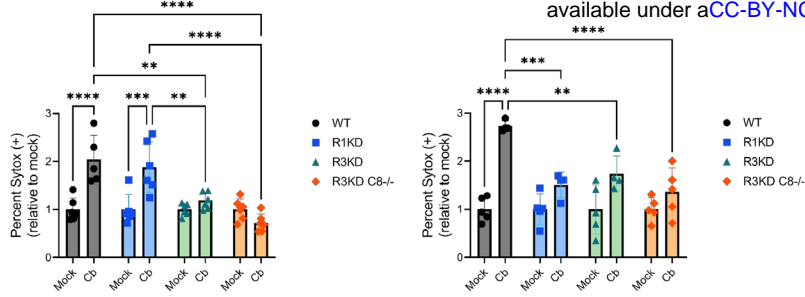 available under aCC-BY-NC
****
****
**
****
***
**
Percent Sytox (+)
(relative to mock)
3
2
1
0
Mock
Cb
Mock
Cb
Mock
Cb
Mock
Cb
WT
R1KD
R3KD
R3KD C8-/-
****
***
****
**
Percent Sytox (+)
(relative to mock)
3
2
1
0
Mock
Cb
Mock
Cb
Mock
Cb
Mock
Cb
WT
R1KD
R3KD
R3KD C8-/-